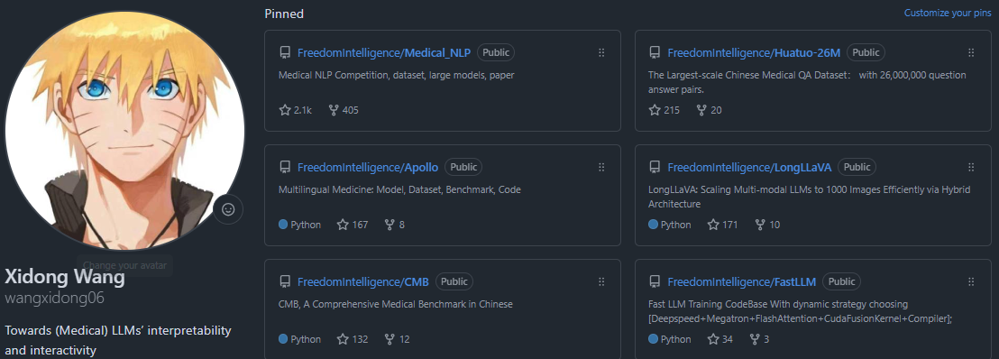 Pinned
Customize your pins
FreedomIntelligence/Medical_NLP Public
Medical NLP Competition, dataset, large models, paper
2.1k 405
FreedomIntelligence/Huatuo-26M Public
The Largest-scale Chinese Medical QA Dataset： with 26,000,000 question
answer pairs.
215 20
FreedomIntelligence/Apollo Public
Multilingual Medicine: Model, Dataset, Benchmark, Code
Python 167 8
FreedomIntelligence/LongLLaVA Public
LongLLaVA: Scaling Multi-modal LLMs to 1000 Images Efficiently via Hybrid
Architecture
Python 171 10
FreedomIntelligence/CMB Public
CMB, A Comprehensive Medical Benchmark in Chinese
Python 132 12
FreedomIntelligence/FastLLM Public
Fast LLM Training CodeBase With dynamic strategy choosing
[Deepspeed+Megatron+FlashAttention+CudaFusionKernel+Compiler];
Python 34 3
Change your avatar
Xidong Wang
wangxidong06
Towards (Medical) LLMs’ interpretability
and interactivity